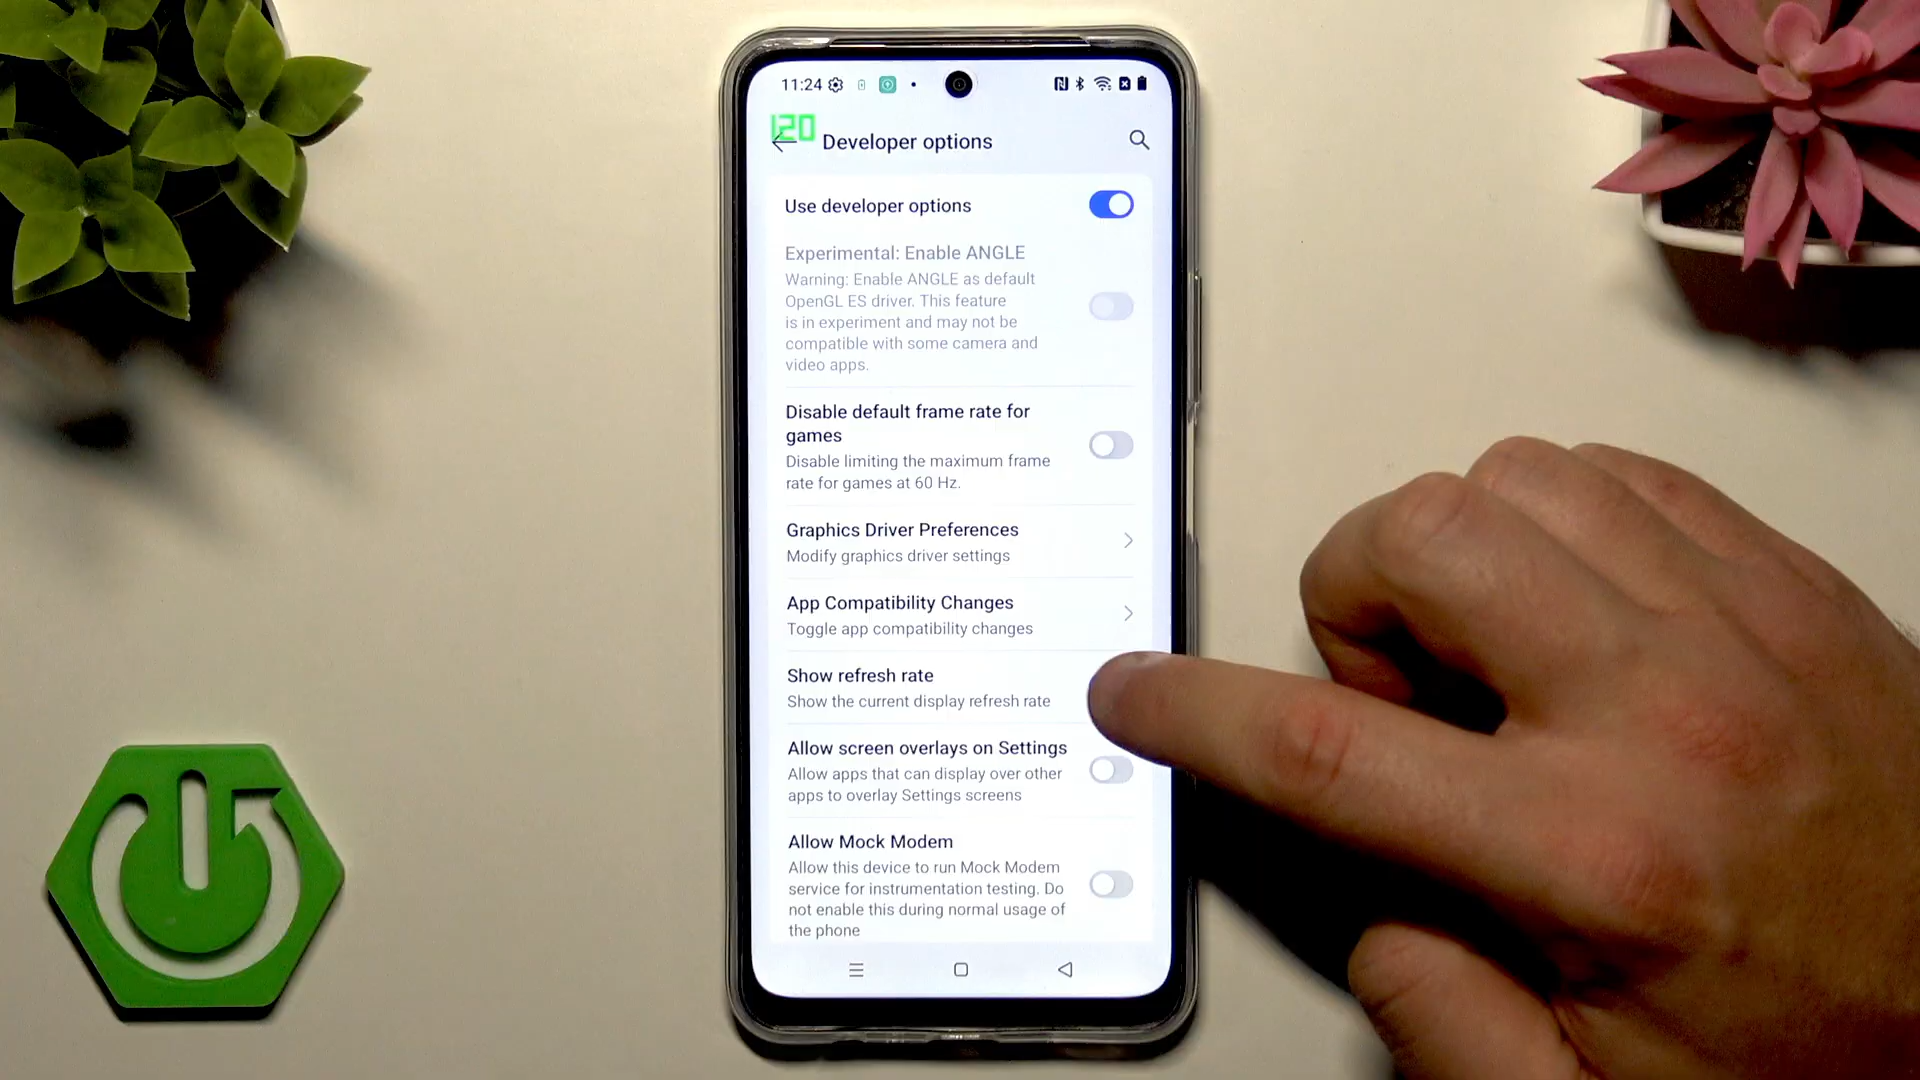 11:24
120
Developer options
Use developer options
Experimental: Enable ANGLE
Warning: Enable ANGLE as default
OpenGL ES driver. This feature
is in experiment and may not be
compatible with some camera and
video apps.
Disable default frame rate for
games
Disable limiting the maximum frame
rate for games at 60 Hz.
Graphics Driver Preferences
Modify graphics driver settings
App Compatibility Changes
Toggle app compatibility changes
Show refresh rate
Show the current display refresh rate
Allow screen overlays on Settings
Allow apps that can display over other
apps to overlay Settings screens
Allow Mock Modem
Allow this device to run Mock Modem
service for instrumentation testing. Do
not enable this during normal usage of
the phone